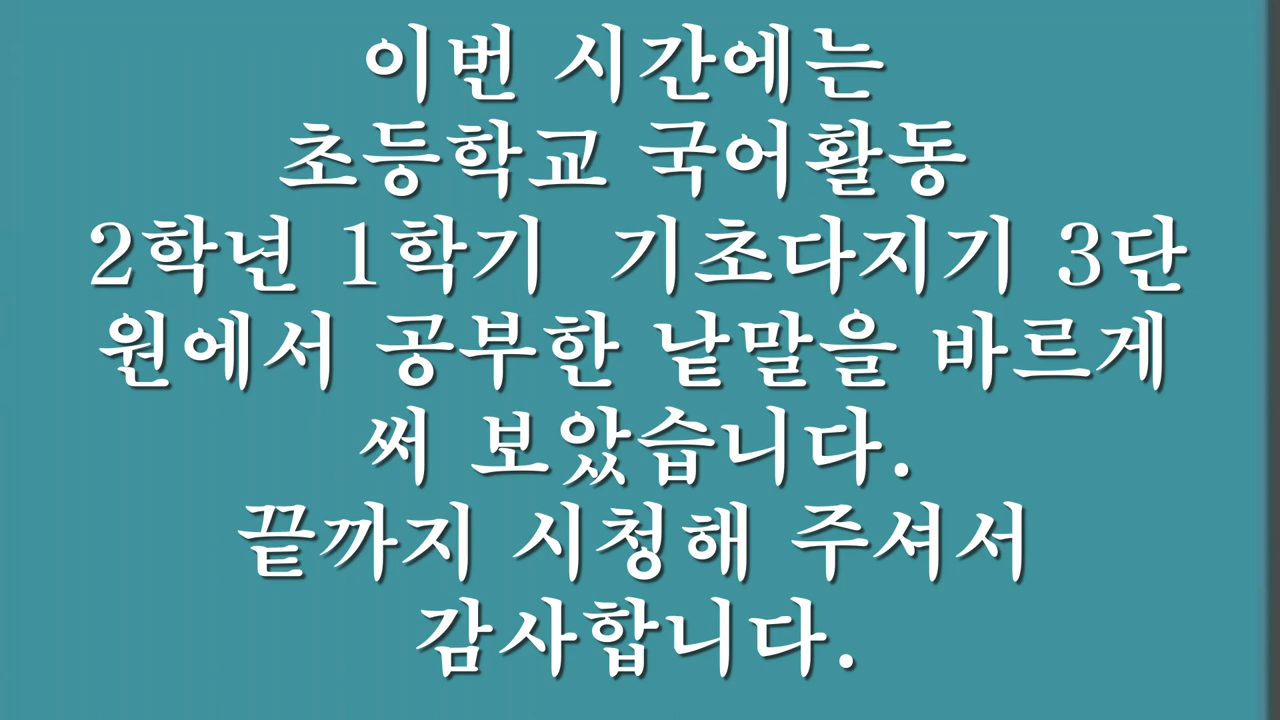 이번 시간에는
초등학교 국어활동
2학년 1학기 기초다지기 3단
원에서 공부한 낱말을 바르게
써 보았습니다.
끝까지 시청해 주셔서
감사합니다.